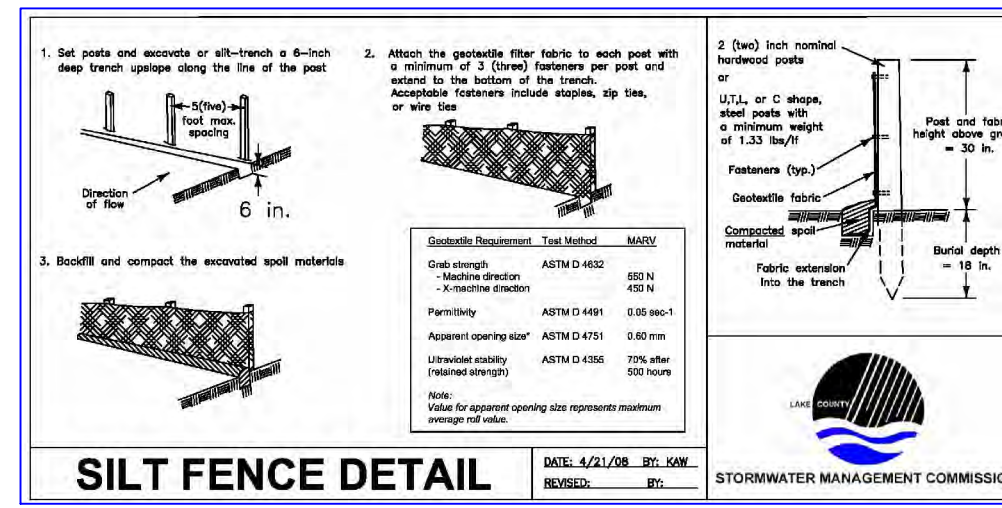 1. Set posts and excavate or slit-trench a 6-inch
deep trench upslope along the line of the post
5(five)
foot max.
spacing
Direction
of flow
6 in.
2. Attach the geotextile filter fabric to each post with
a minimum of 3 (three) fasteners per post and
extend to the bottom of the trench.
Acceptable fasteners include staples, zip ties,
or wire ties
3. Backfill and compact the excavated spoil materials
Geotextile Requirement Test Method MARV
Grab strength ASTM D 4632
- Machine direction 550 N
- X-machine direction 450 N
Permittivity ASTM D 4491 0.05 sec-1
Apparent opening size* ASTM D 4751 0.60 mm
Ultraviolet stability ASTM D 4355 70% after
(retained strength) 500 hours
Note:
Value for apparent opening size represents maximum
average roll value.
2 (two) inch nominal
hardwood posts
or
U,T,L, or C shape,
steel posts with
a minimum weight
of 1.33 lbs/lf
Fasteners (typ.)
Geotextile fabric
Compacted spoil
material
Fabric extension
into the trench
Post and
height above
= 30 in.
Burial depth
= 18 in.
SILT FENCE DETAIL
DATE: 4/21/08 BY: KAW
REVISED: BY:
LAKE COUNTY
STORMWATER MANAGEMENT